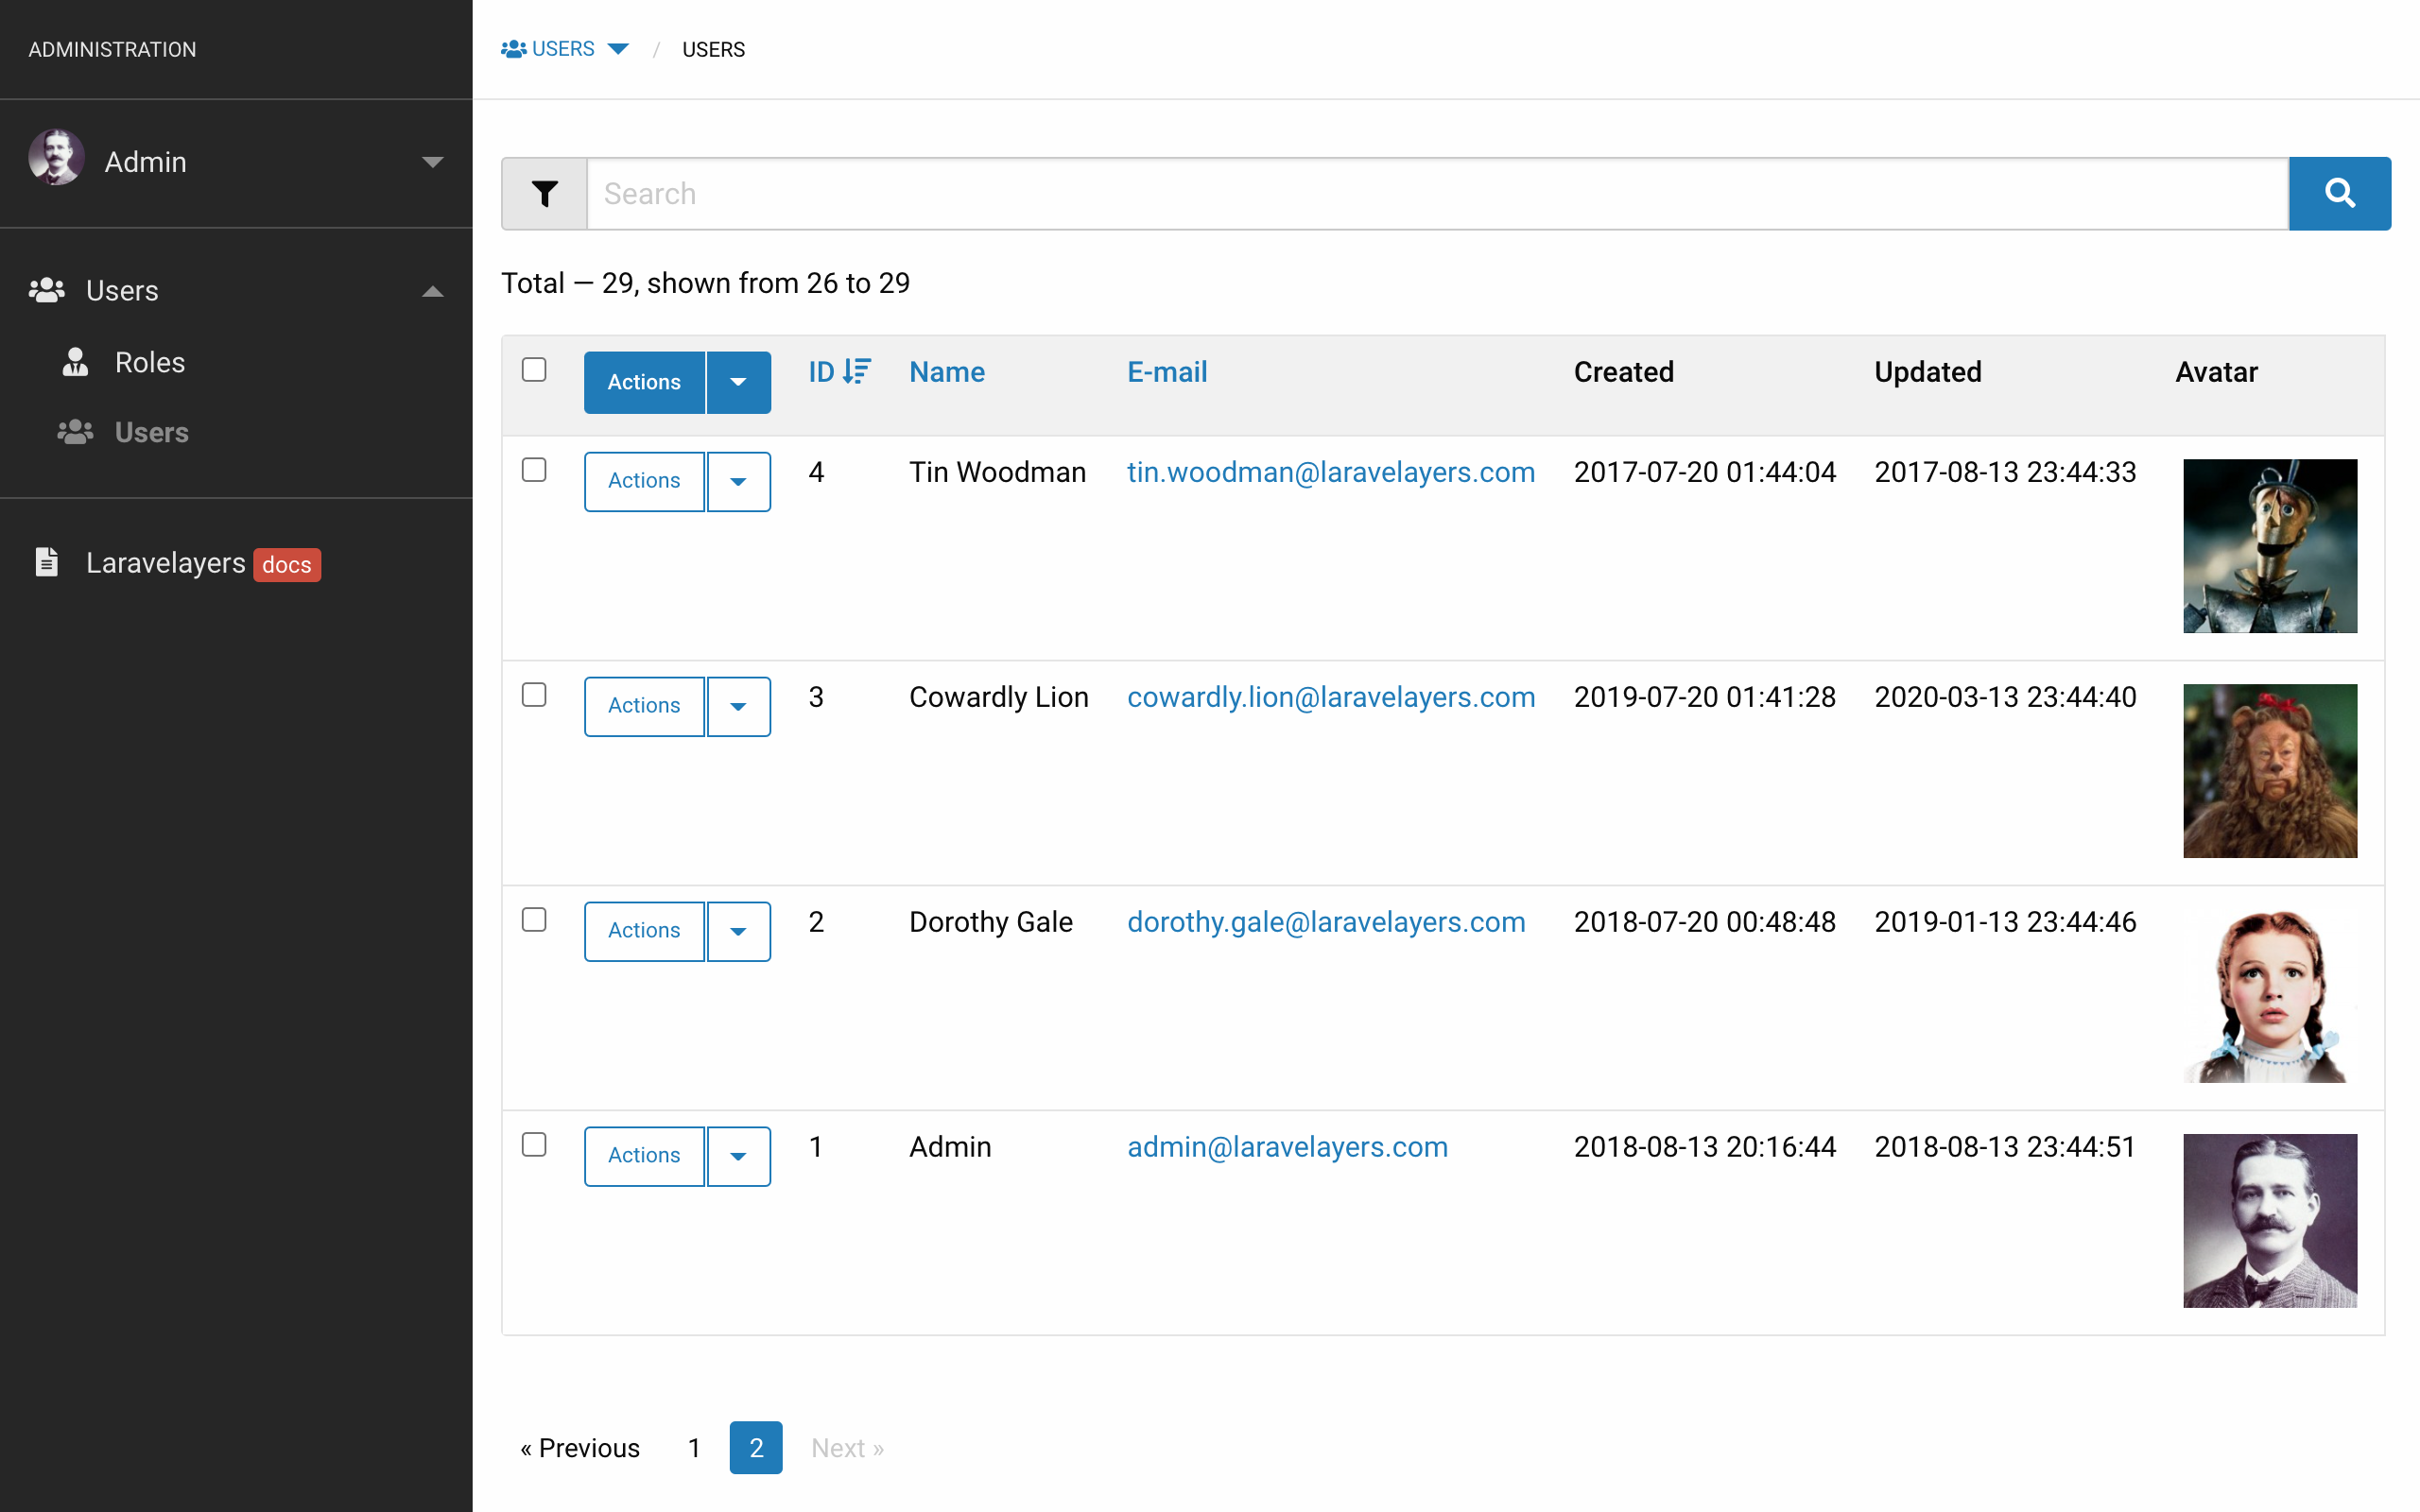 ADMINISTRATION
Admin
Users
Roles
Users
Laravelayers docs
USERS / USERS
Search
Total — 29, shown from 26 to 29
Actions ID Name E-mail Created Updated Avatar
Actions 4 Tin Woodman tin.woodman@laravelayers.com 2017-07-20 01:44:04 2017-08-13 23:44:33
Actions 3 Cowardly Lion cowardly.lion@laravelayers.com 2019-07-20 01:41:28 2020-03-13 23:44:40
Actions 2 Dorothy Gale dorothy.gale@laravelayers.com 2018-07-20 00:48:48 2019-01-13 23:44:46
Actions 1 Admin admin@laravelayers.com 2018-08-13 20:16:44 2018-08-13 23:44:51
« Previous 1 2 Next »